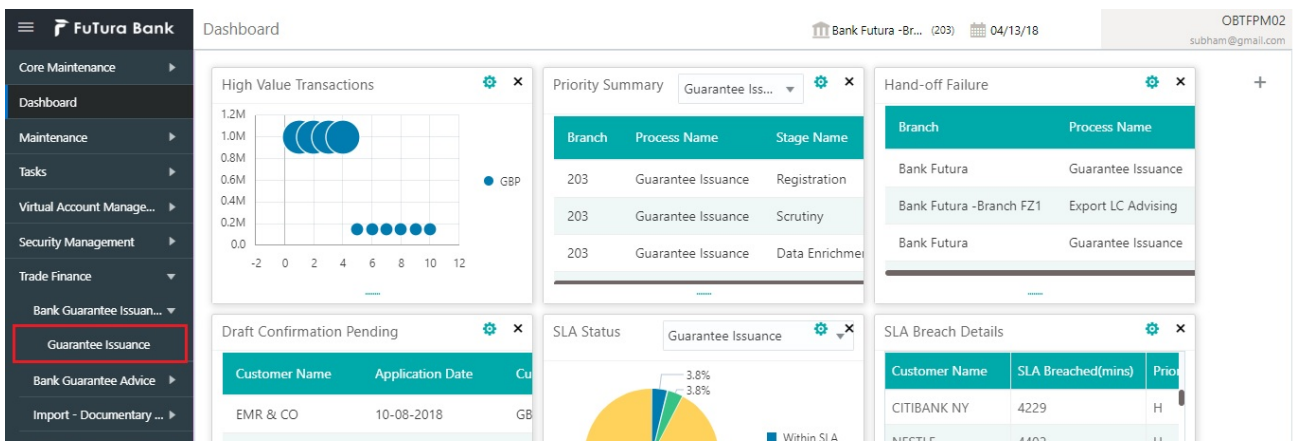 FuTura Bank
Dashboard
Bank Futura -Br... (203)
04/13/18
OBTFPM02
subham@gmail.com
Core Maintenance
Dashboard
Maintenance
Tasks
Virtual Account Manage...
Security Management
Trade Finance
Bank Guarantee Issuan...
Guarantee Issuance
Bank Guarantee Advice
Import - Documentary ...
High Value Transactions
1.2M
1.0M
0.8M
0.6M
0.4M
0.2M
0.0
-2 0 2 4 6 8 10 12
GBP
Priority Summary
Guarantee Iss...
Branch Process Name Stage Name
203 Guarantee Issuance Registration
203 Guarantee Issuance Scrutiny
203 Guarantee Issuance Data Enrichme
Hand-off Failure
Branch Process Name
Bank Futura Guarantee Issuance
Bank Futura -Branch FZ1 Export LC Advising
Bank Futura Guarantee Issuance
Draft Confirmation Pending
Customer Name Application Date Cu
EMR & CO 10-08-2018 GB
SLA Status
Guarantee Issuance
3.8%
3.8%
Within SLA
SLA Breach Details
Customer Name SLA Breached(mins) Prior
CITIBANK NY 4229 H